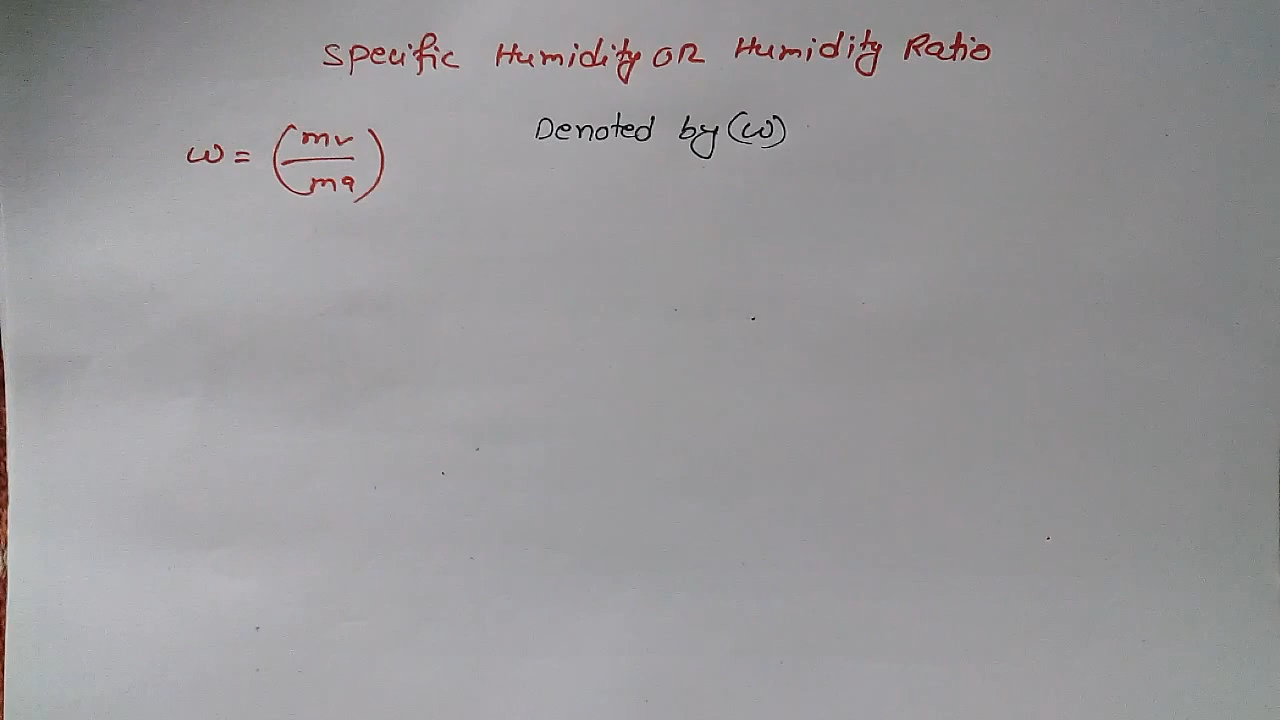 Specific Humidity OR Humidity Ratio
Denoted by (ω)
ω = (mv/ma)